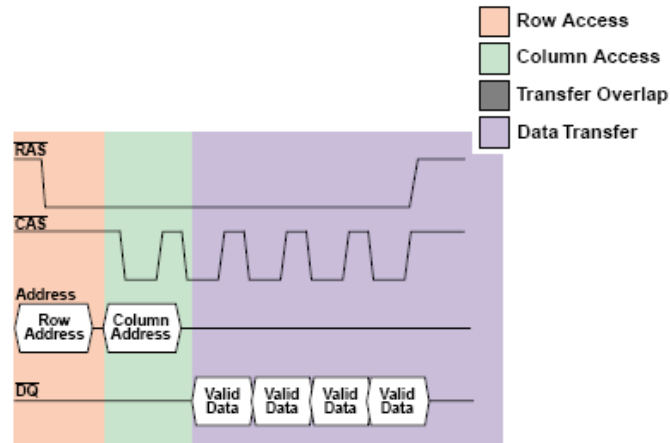 Row Access
Column Access
Transfer Overlap
Data Transfer
RAS
CAS
Address
Row
Address
Column
Address
DQ
Valid
Data
Valid
Data
Valid
Data
Valid
Data